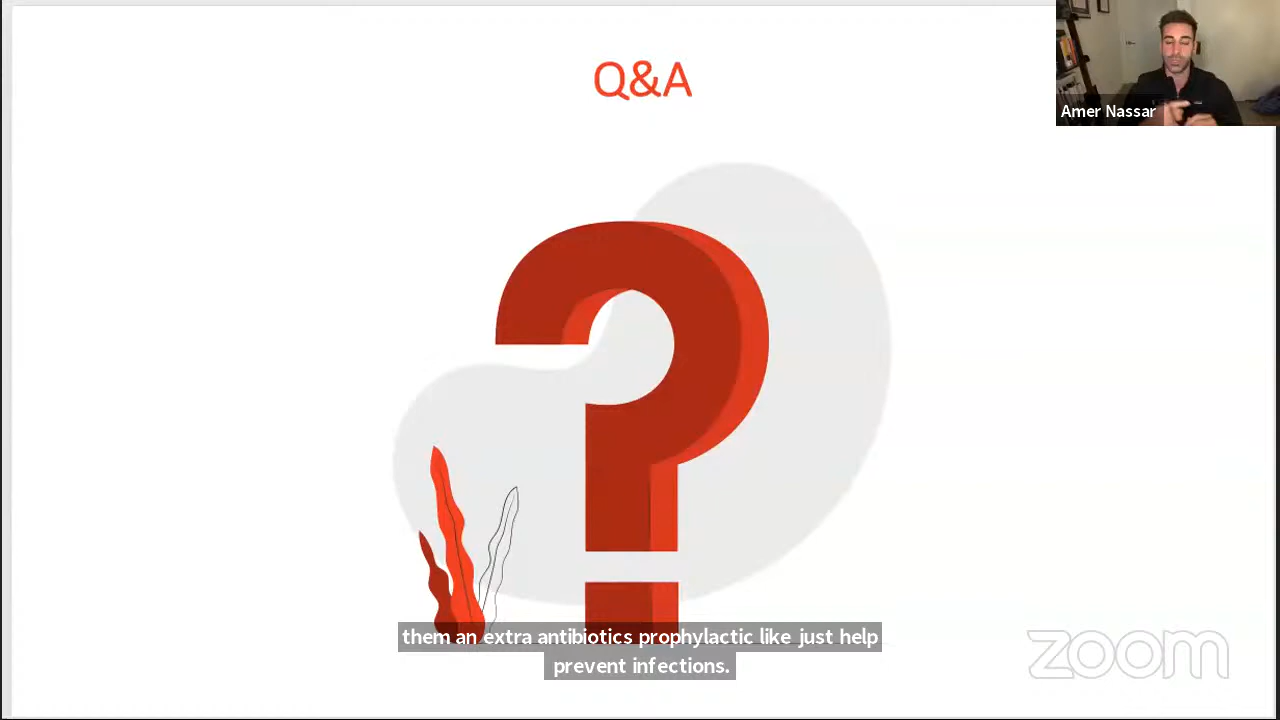 Q&A
Amer Nassar
them an extra antibiotics prophylactic like just help
prevent infections.
zoom